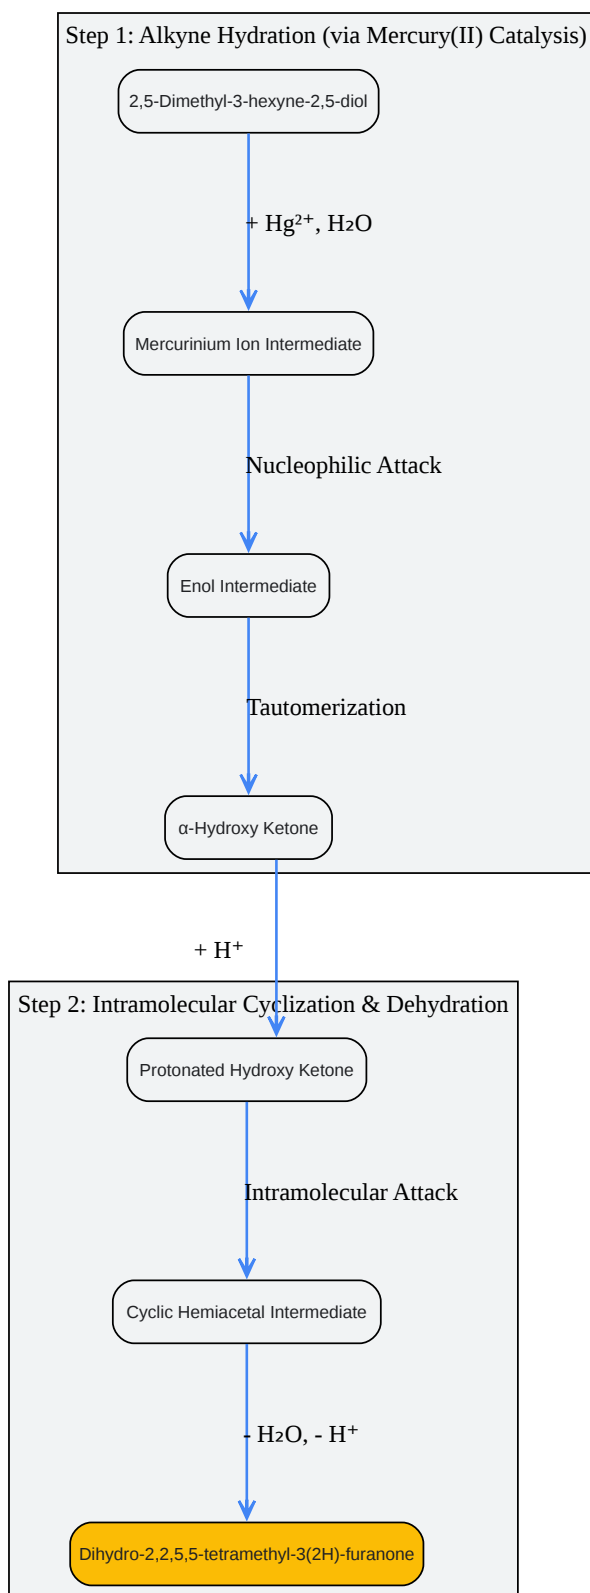 Step 1: Alkyne Hydration (via Mercury(II) Catalysis)
2,5-Dimethyl-3-hexyne-2,5-diol
+ Hg²⁺, H₂O
Mercurinium Ion Intermediate
Nucleophilic Attack
Enol Intermediate
Tautomerization
α-Hydroxy Ketone
+ H⁺
Step 2: Intramolecular Cyclization & Dehydration
Protonated Hydroxy Ketone
Intramolecular Attack
Cyclic Hemiacetal Intermediate
- H₂O, - H⁺
Dihydro-2,2,5,5-tetramethyl-3(2H)-furanone